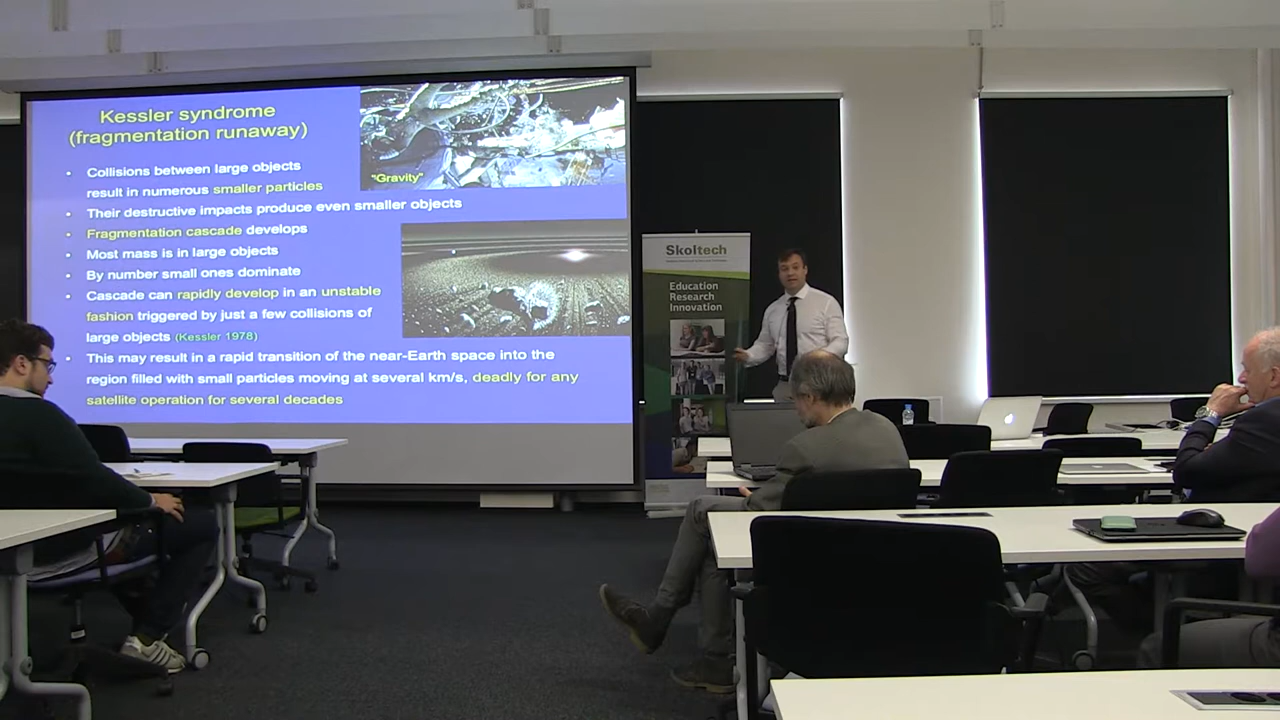 Kessler syndrome
(fragmentation runaway)
"Gravity"
• Collisions between large objects
result in numerous smaller particles
• Their destructive impacts produce even smaller objects
• Fragmentation cascade develops
• Most mass is in large objects
• By number small ones dominate
• Cascade can rapidly develop in an unstable
fashion triggered by just a few collisions of
large objects (Kessler 1978)
• This may result in a rapid transition of the near-Earth space into the
region filled with small particles moving at several km/s, deadly for any
satellite operation for several decades
Skoltech
Education
Research
Innovation